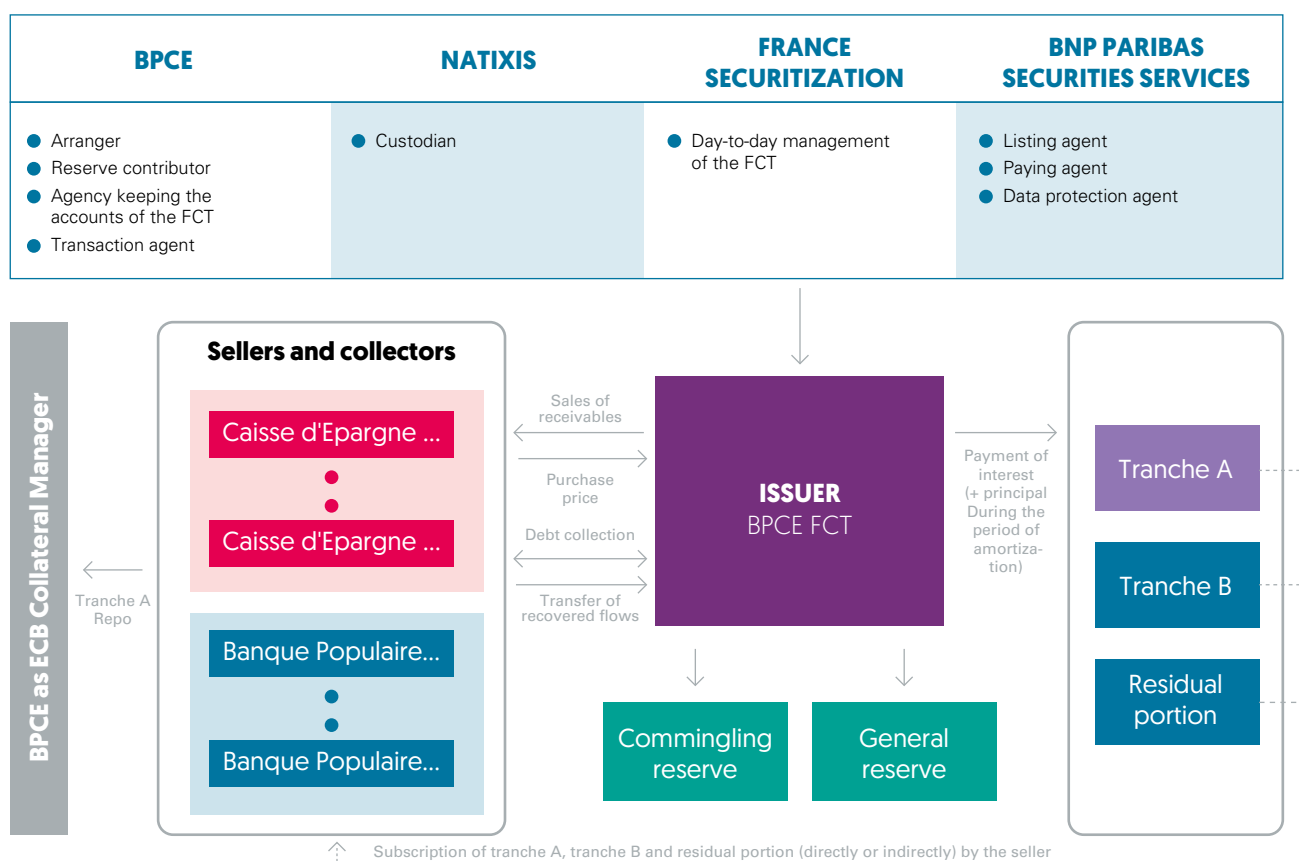 BPCE
NATIXIS
FRANCE
SECURITIZATION
BNP PARIBAS
SECURITIES SERVICES
Arranger
Reserve contributor
Agency keeping the
accounts of the FCT
Transaction agent
Custodian
Day-to-day management
of the FCT
Listing agent
Paying agent
Data protection agent
BPCE as ECB Collateral Manager
Tranche A
Repo
Sellers and collectors
Caisse d'Epargne ...
Caisse d'Epargne ...
Banque Populaire...
Banque Populaire...
Sales of
receivables
Purchase
price
Debt collection
Transfer of
recovered flows
ISSUER
BPCE FCT
Commingling
reserve
General
reserve
Payment of
interest
(+ principal
During the
period of
amortiza-
tion)
Tranche A
Tranche B
Residual
portion
Subscription of tranche A, tranche B and residual portion (directly or indirectly) by the seller